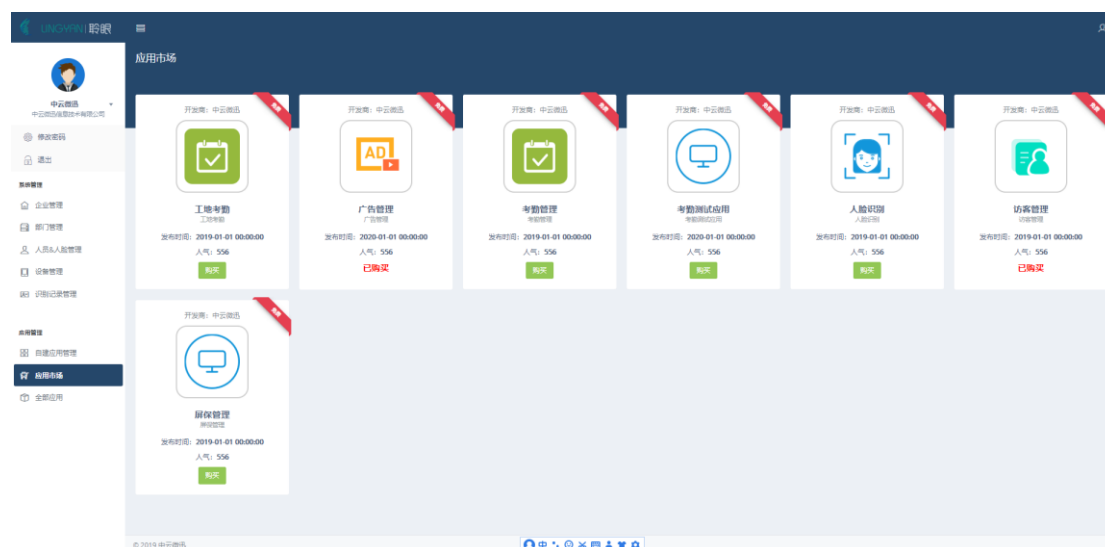 LINGYAN|聆眼
应用市场
中云微迅
中云微迅信息技术有限公司
修改密码
退出
系统管理
企业管理
部门管理
人员&人脸管理
设备管理
识别记录管理
应用管理
自建应用管理
应用市场
全部应用
开发商：中云微迅
免费
工地考勤
工地考勤
发布时间：2019-01-01 00:00:00
人气：556
购买
开发商：中云微迅
免费
AD
广告管理
广告管理
发布时间：2020-01-01 00:00:00
人气：556
已购买
开发商：中云微迅
免费
考勤管理
考勤管理
发布时间：2019-01-01 00:00:00
人气：556
购买
开发商：中云微迅
免费
考勤测试应用
考勤测试应用
发布时间：2020-01-01 00:00:00
人气：556
购买
开发商：中云微迅
免费
人脸识别
人脸识别
发布时间：2019-01-01 00:00:00
人气：556
购买
开发商：中云微迅
免费
访客管理
访客管理
发布时间：2019-01-01 00:00:00
人气：556
已购买
开发商：中云微迅
免费
屏保管理
屏保管理
发布时间：2019-01-01 00:00:00
人气：556
购买
© 2019 中云微迅
中